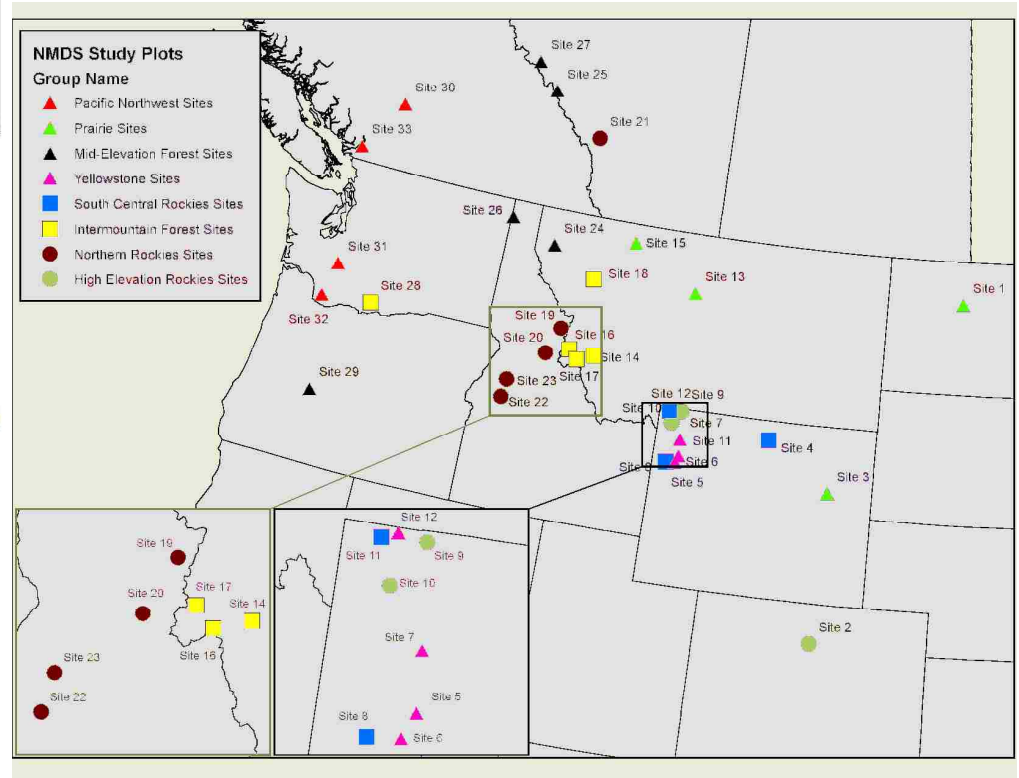 NMDS Study Plots
Group Name
Pacific Northwest Sites
Prairie Sites
Mid-Elevation Forest Sites
Yellowstone Sites
South Central Rockies Sites
Intermountain Forest Sites
Northern Rockies Sites
High Elevation Rockies Sites
Site 27
Site 25
Site 30
Site 21
Site 33
Site 26
Site 24
Site 15
Site 31
Site 18
Site 13
Site 28
Site 1
Site 32
Site 19
Site 16
Site 20
Site 14
Site 17
Site 29
Site 23
Site 22
Site 12
Site 9
Site 10
Site 7
Site 11
Site 4
Site 6
Site
Site 5
Site 3
Site 2
Site 19
Site 17
Site 20
Site 14
Site 16
Site 23
Site 22
Site 12
Site 11
Site 9
Site 10
Site 7
Site 5
Site 8
Site 6